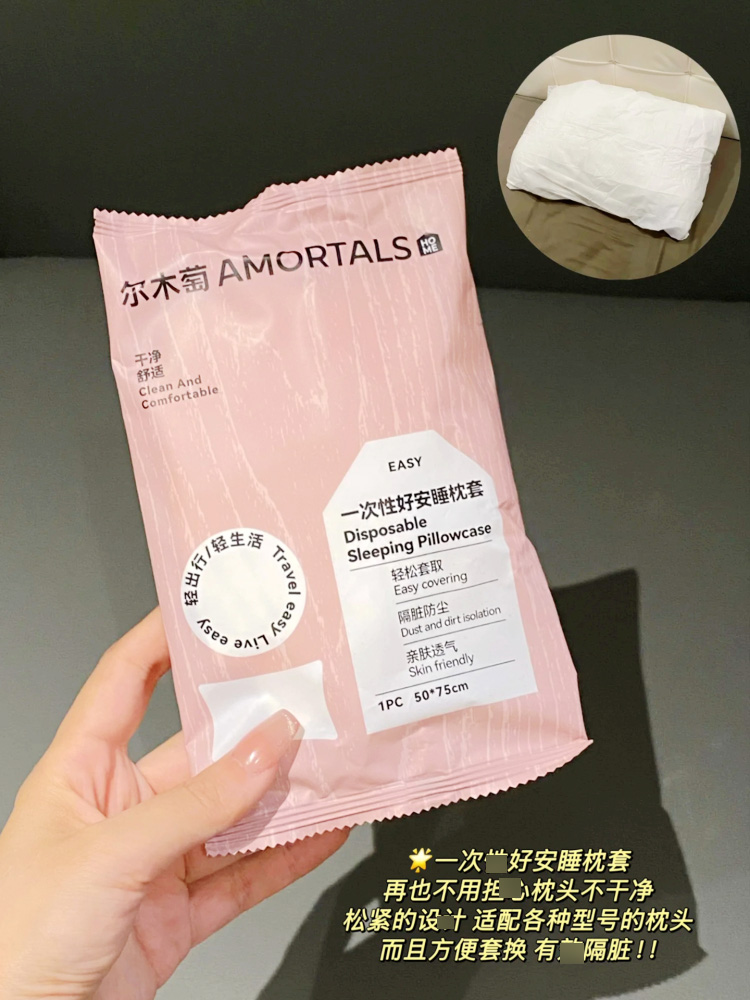 尔木萄 AMORTALS HOME
干净
舒适
Clean And
Comfortable
EASY
一次性好安睡枕套
Disposable
Sleeping Pillowcase
轻松套取
Easy covering
隔脏防尘
Dust and dirt isolation
亲肤透气
Skin friendly
1PC 50*75cm
轻出行/轻生活 Travel easy Live easy
一次好安睡枕套
再也不用担枕头不干净
松紧的设 适配各种型号的枕头
而且方便套换 有隔脏!!